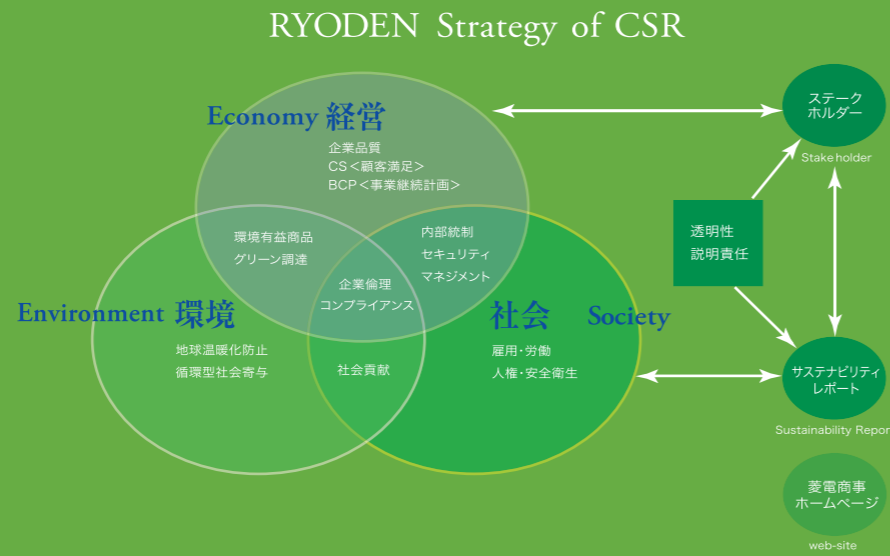 RYODEN Strategy of CSR
Economy 経営
企業品質
CS<顧客満足>
BCP<事業継続計画>
環境有益商品
グリーン調達
内部統制
セキュリティ
マネジメント
企業倫理
コンプライアンス
Environment 環境
地球温暖化防止
循環型社会寄与
社会貢献
社会 Society
雇用・労働
人権・安全衛生
ステーク
ホルダー
Stakeholder
透明性
説明責任
サステナビリティ
レポート
Sustainability Repor
菱電商事
ホームページ
web-site